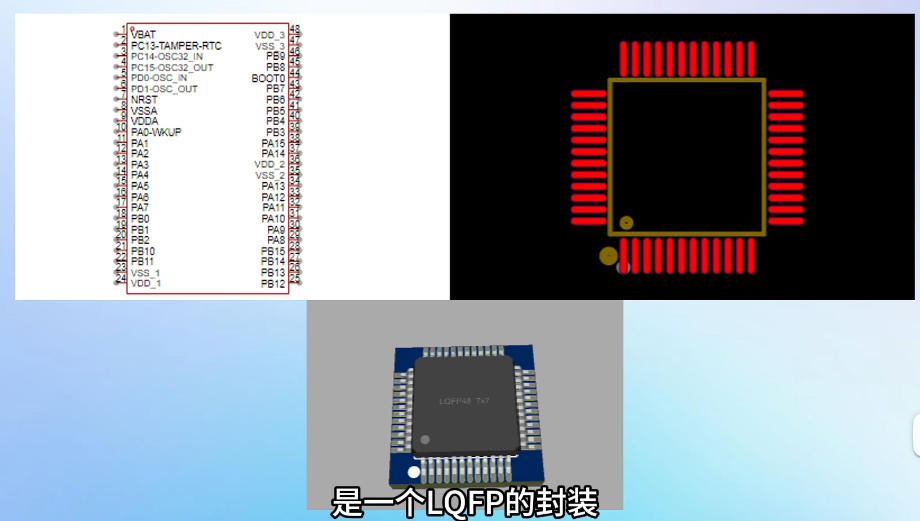 1 VBAT VDD_3 48
2 PC13-TAMPER-RTC VSS_3 47
3 PC14-OSC32_IN PB9 46
4 PC15-OSC32_OUT PB8 45
5 PD0-OSC_IN BOOT0 44
6 PD1-OSC_OUT PB7 43
7 NRST PB6 42
8 VSSA PB5 41
9 VDDA PB4 40
10 PA0-WKUP PB3 39
11 PA1 PA15 38
12 PA2 PA14 37
13 PA3 VDD_2 36
14 PA4 VSS_2 35
15 PA5 PA13 34
16 PA6 PA12 33
17 PA7 PA11 32
18 PB0 PA10 31
19 PB1 PA9 30
20 PB2 PA8 29
21 PB10 PB15 28
22 PB11 PB14 27
23 VSS_1 PB13 26
24 VDD_1 PB12 25
LQFP48 7x7
是一个LQFP的封装